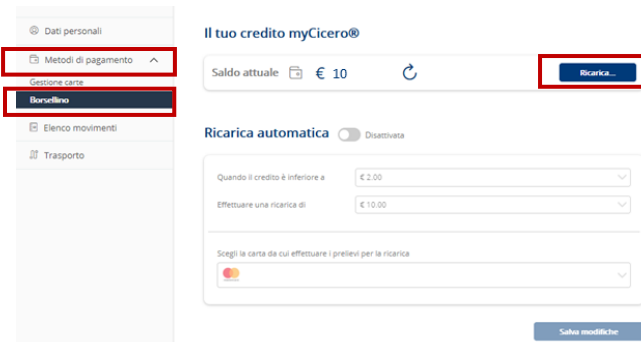 Dati personali
Metodi di pagamento
Gestione carte
Borsellino
Elenco movimenti
Trasporto
Il tuo credito myCicero®
Saldo attuale € 10
Ricarica...
Ricarica automatica Disattivata
Quando il credito è inferiore a € 2.00
Effettuare una ricarica di € 10.00
Scegli la carta da cui effettuare i prelievi per la ricarica
Salva modifiche